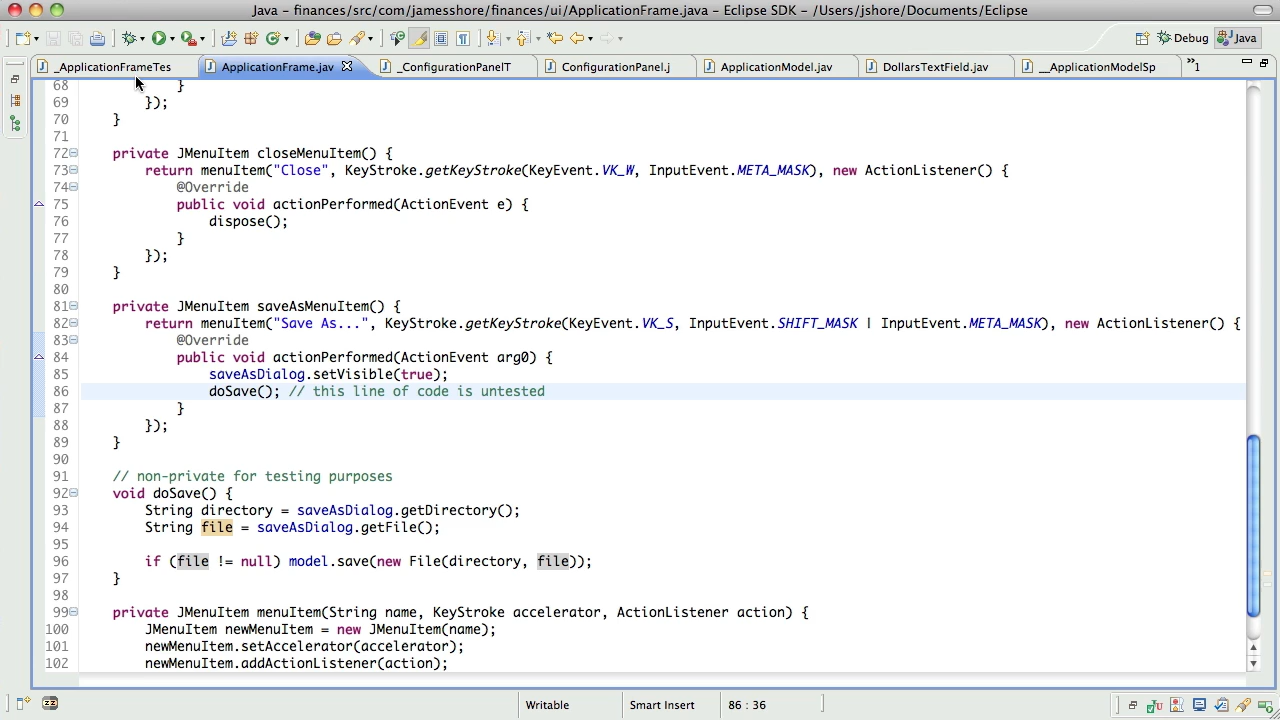 Java - finances/src/com/jamesshore/finances/ui/ApplicationFrame.java - Eclipse SDK - /Users/jshore/Documents/Eclipse
Debug Java
_ApplicationFrameTes ApplicationFrame.jav _ConfigurationPanelT ConfigurationPanel.j ApplicationModel.jav DollarsTextField.jav __ApplicationModelSp »1
68 }
69 });
70 }
71
72 private JMenuItem closeMenuItem() {
73 return menuItem("Close", KeyStroke.getKeyStroke(KeyEvent.VK_W, InputEvent.META_MASK), new ActionListener() {
74 @Override
75 public void actionPerformed(ActionEvent e) {
76 dispose();
77 }
78 });
79 }
80
81 private JMenuItem saveAsMenuItem() {
82 return menuItem("Save As...", KeyStroke.getKeyStroke(KeyEvent.VK_S, InputEvent.SHIFT_MASK | InputEvent.META_MASK), new ActionListener() {
83 @Override
84 public void actionPerformed(ActionEvent arg0) {
85 saveAsDialog.setVisible(true);
86 doSave(); // this line of code is untested
87 }
88 });
89 }
90
91 // non-private for testing purposes
92 void doSave() {
93 String directory = saveAsDialog.getDirectory();
94 String file = saveAsDialog.getFile();
95
96 if (file != null) model.save(new File(directory, file));
97 }
98
99 private JMenuItem menuItem(String name, KeyStroke accelerator, ActionListener action) {
100 JMenuItem newMenuItem = new JMenuItem(name);
101 newMenuItem.setAccelerator(accelerator);
102 newMenuItem.addActionListener(action);
Writable Smart Insert 86 : 36